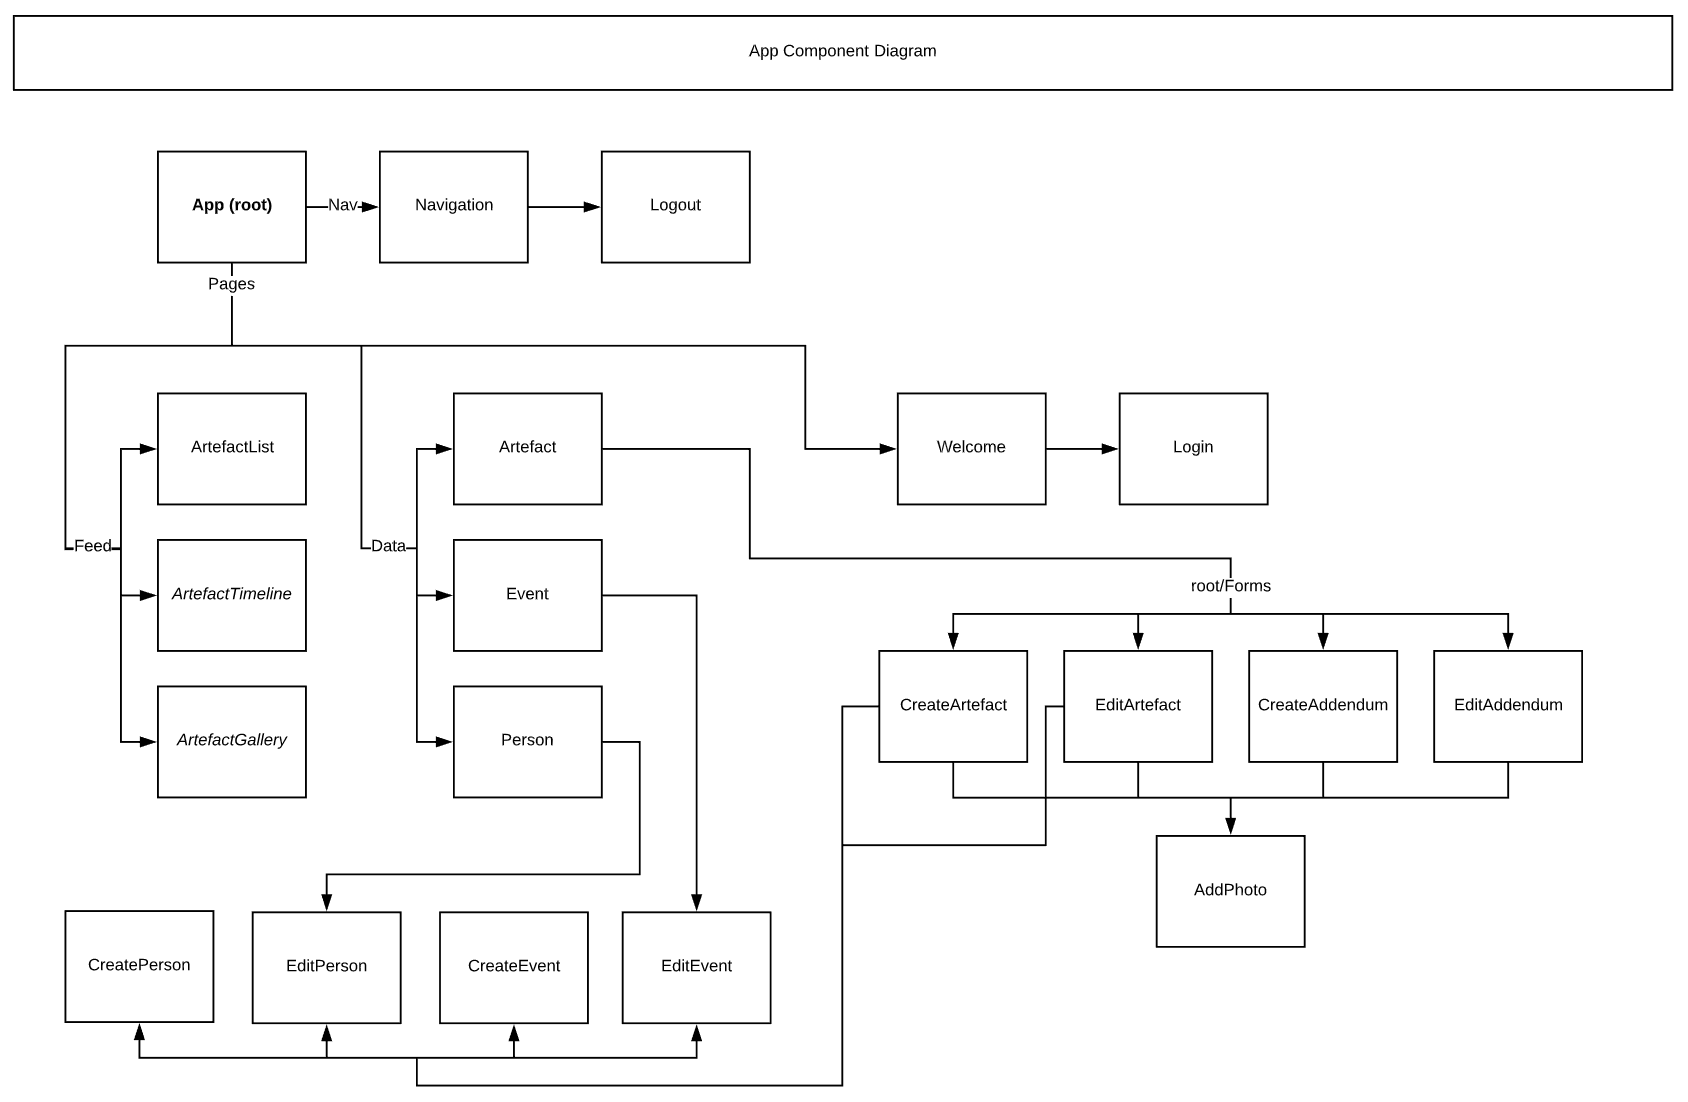 App Component Diagram
App (root)
Nav
Navigation
Logout
Pages
ArtefactList
Artefact
Welcome
Login
Feed
Data
ArtefactTimeline
Event
root/Forms
ArtefactGallery
Person
CreateArtefact
EditArtefact
CreateAddendum
EditAddendum
AddPhoto
CreatePerson
EditPerson
CreateEvent
EditEvent